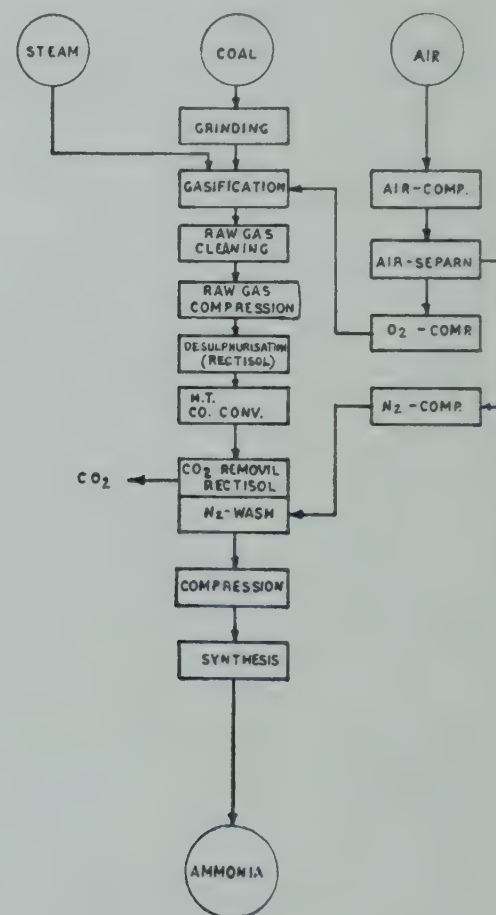 STEAM
COAL
AIR
GRINDING
GASIFICATION
AIR-COMP.
RAW GAS
CLEANING
AIR-SEPARN
RAW GAS
COMPRESSION
O2 -COMP.
DESULPHURISATION
(RECTISOL)
H.T.
CO. CONV.
N2-COMP.
CO2
CO2 REMOVIL
RECTISOL
N2-WASH
COMPRESSION
SYNTHESIS
AMMONIA